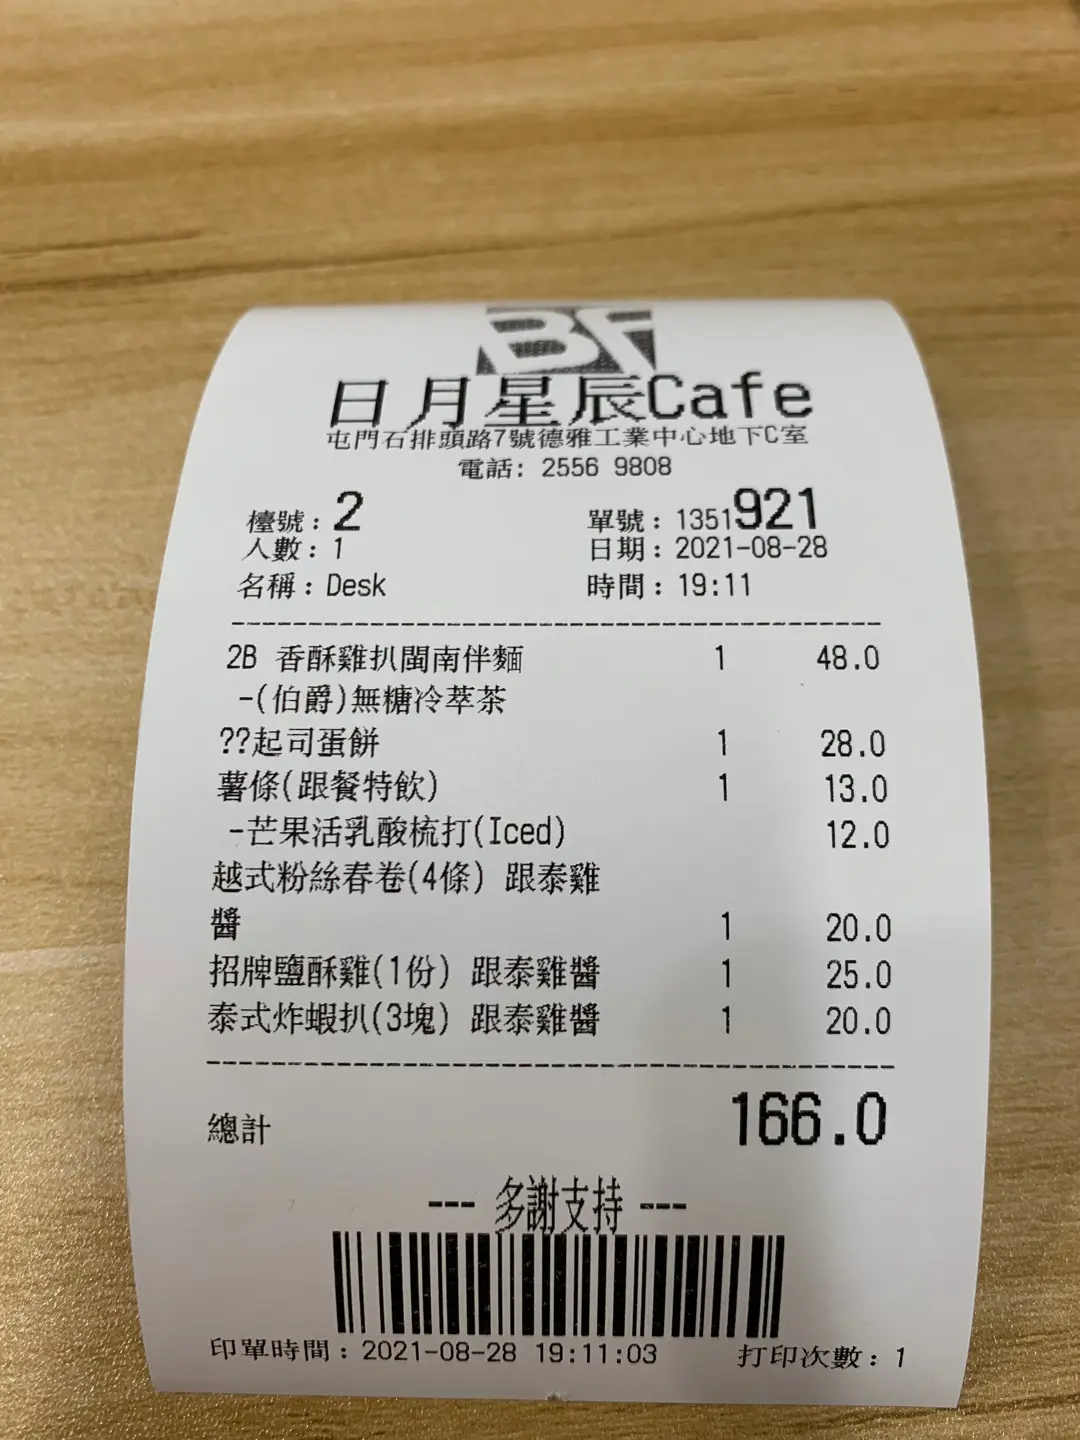 BF
日月星辰Cafe
屯門石排頭路7號德雅工業中心地下C室
電話: 2556 9808
檯號：2 單號：1351921
人數：1 日期：2021-08-28
名稱：Desk 時間：19:11
2B 香酥雞扒閩南伴麵 1 48.0
-(伯爵)無糖冷萃茶
??起司蛋餅 1 28.0
薯條(跟餐特飲) 1 13.0
-芒果活乳酸梳打(Iced) 12.0
越式粉絲春卷(4條) 跟泰雞
醬 1 20.0
招牌鹽酥雞(1份) 跟泰雞醬 1 25.0
泰式炸蝦扒(3塊) 跟泰雞醬 1 20.0
總計 166.0
--- 多謝支持 ---
印單時間：2021-08-28 19:11:03 打印次數：1